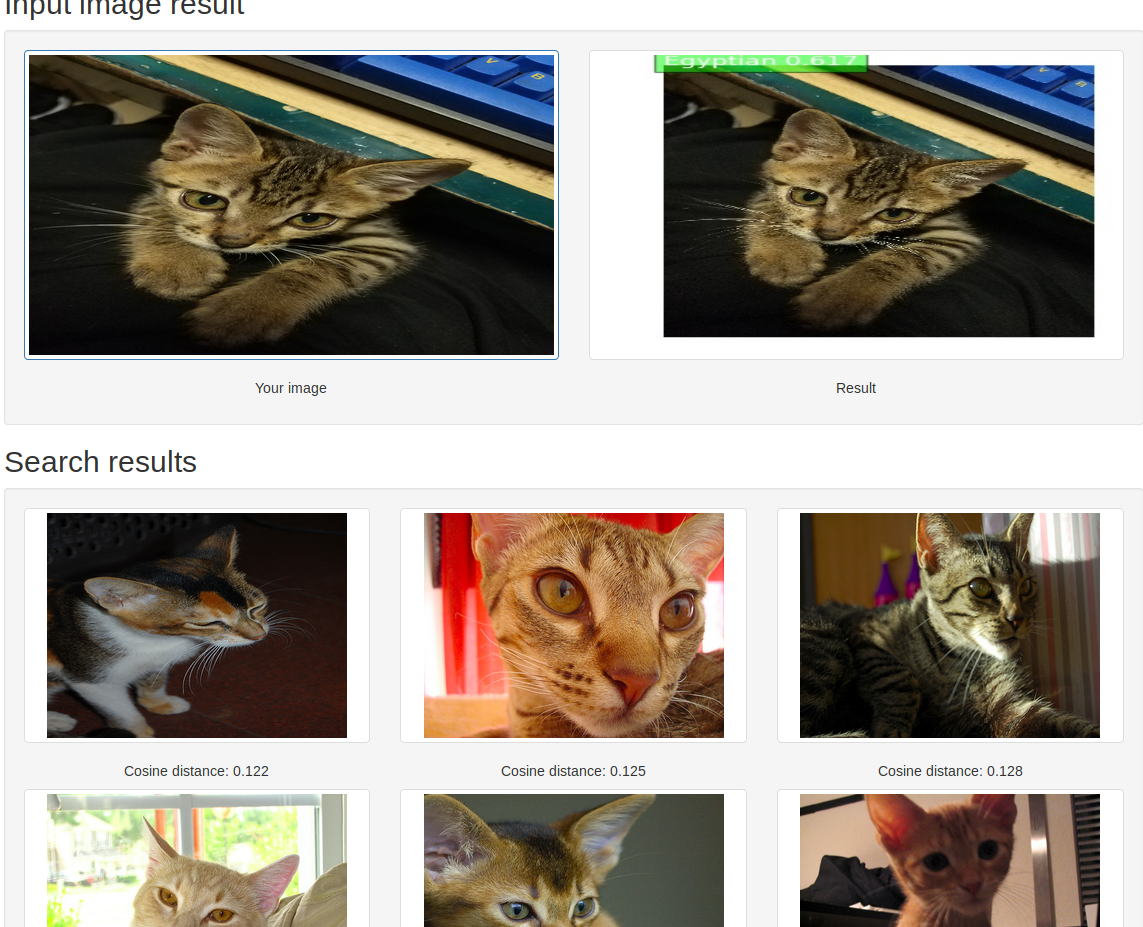 Input image result
Egyptian 0.617
Your image
Result
Search results
Cosine distance: 0.122
Cosine distance: 0.125
Cosine distance: 0.128